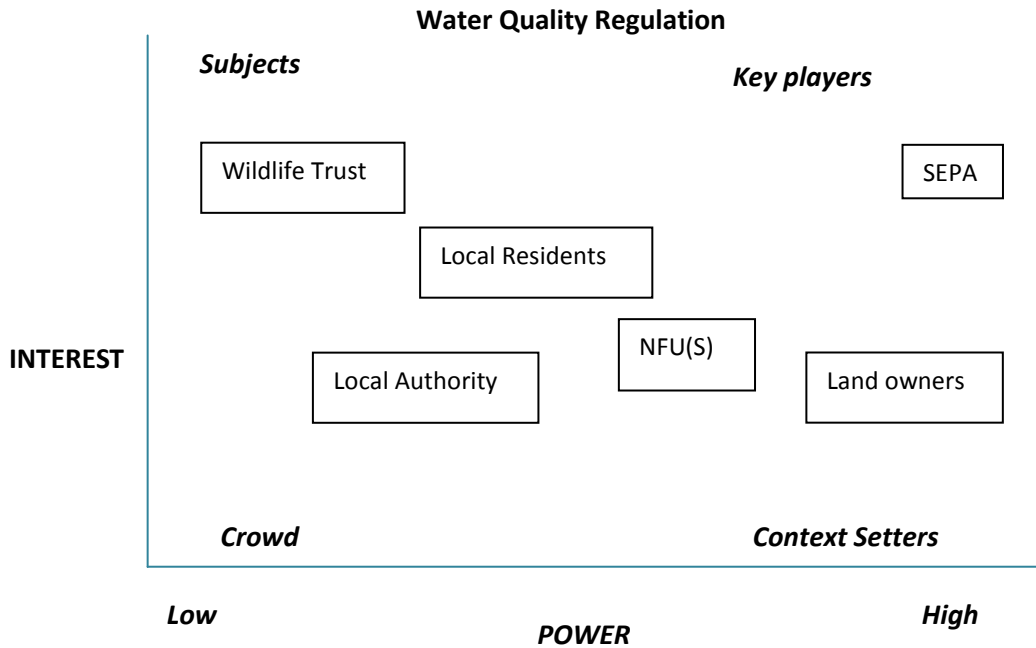 Water Quality Regulation
Subjects
Key players
Wildlife Trust
SEPA
Local Residents
NFU(S)
INTEREST
Local Authority
Land owners
Crowd
Context Setters
Low
High
POWER